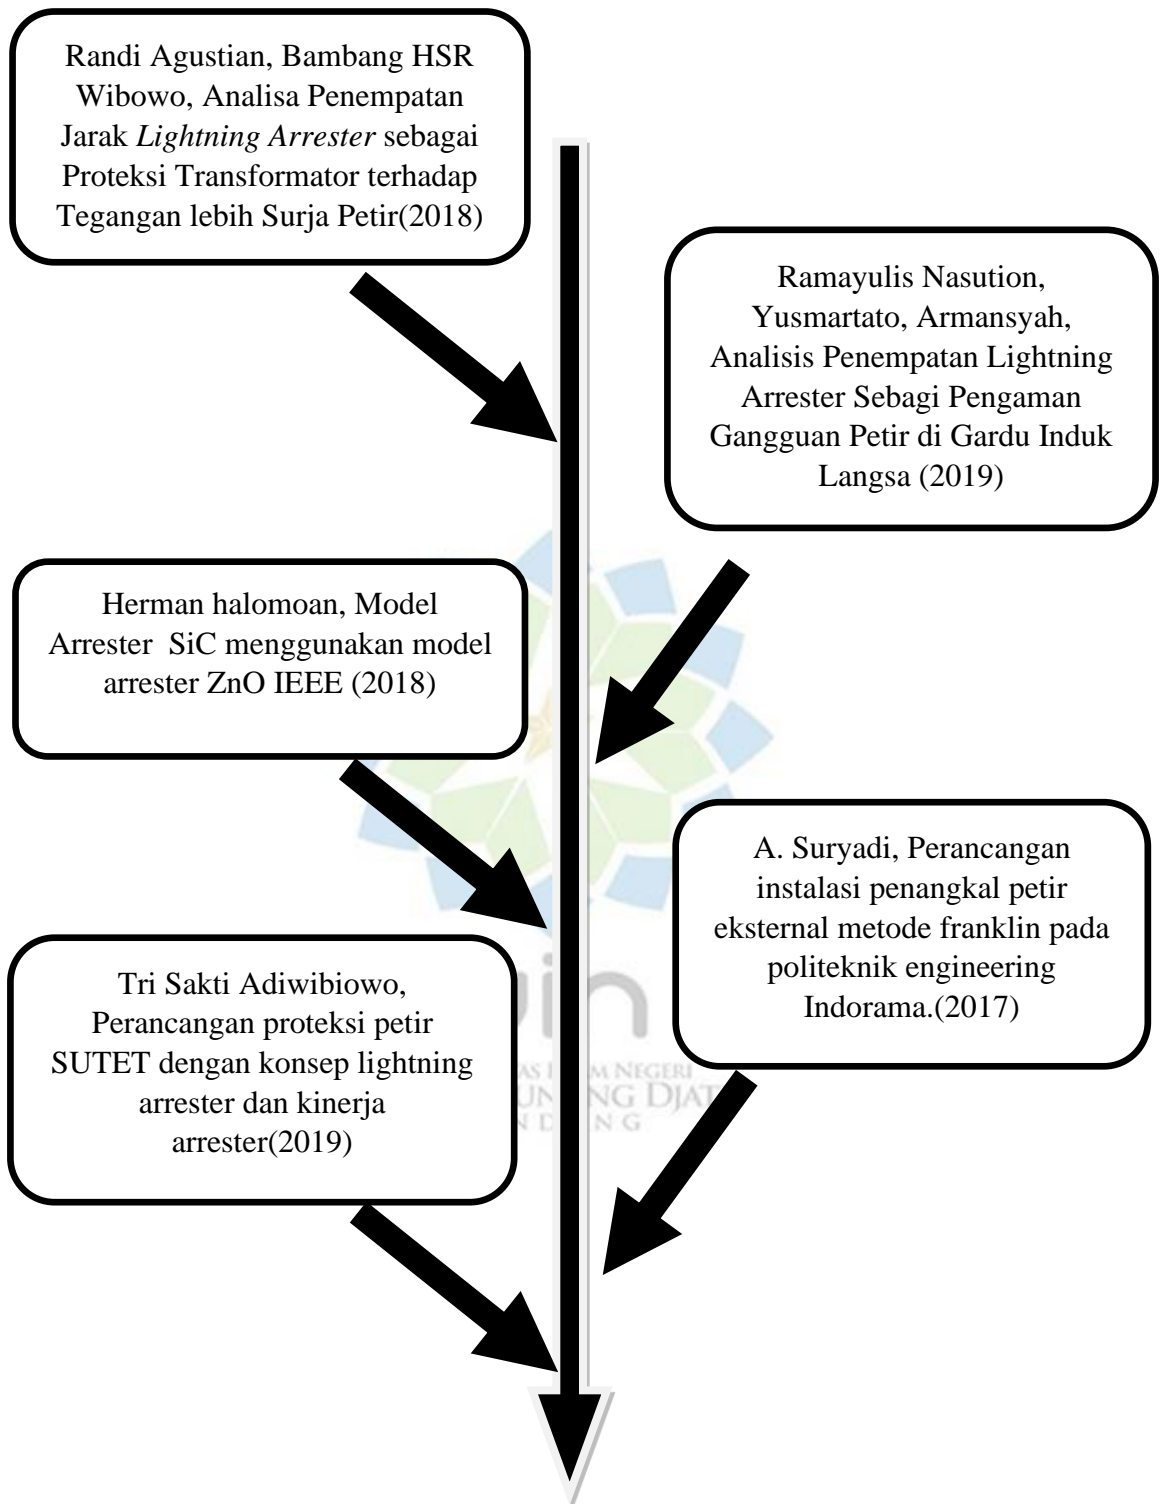 Randi Agustian, Bambang HSR
Wibowo, Analisa Penempatan
Jarak Lightning Arrester sebagai
Proteksi Transformator terhadap
Tegangan lebih Surja Petir(2018)
Ramayulis Nasution,
Yusmartato, Armansyah,
Analisis Penempatan Lightning
Arrester Sebagi Pengaman
Gangguan Petir di Gardu Induk
Langsa (2019)
Herman halomoan, Model
Arrester SiC menggunakan model
arrester ZnO IEEE (2018)
A. Suryadi, Perancangan
instalasi penangkal petir
eksternal metode franklin pada
politeknik engineering
Indorama.(2017)
Tri Sakti Adiwibiowo,
Perancangan proteksi petir
SUTET dengan konsep lightning
arrester dan kinerja
arrester(2019)
NEGERI